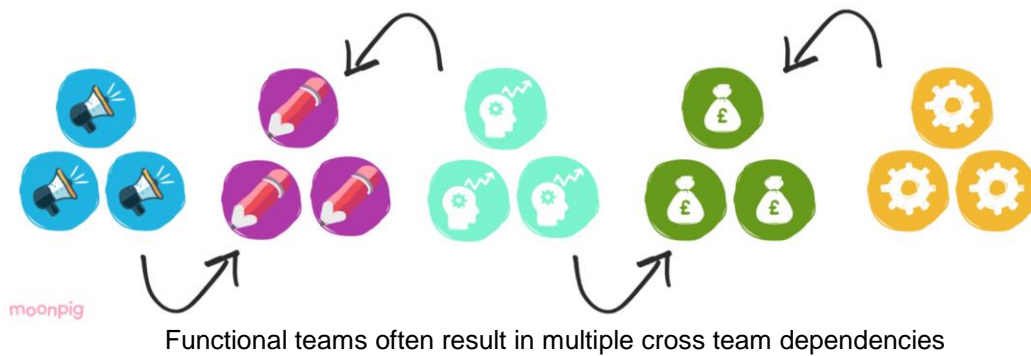 £
£
£
moonpig
Functional teams often result in multiple cross team dependencies